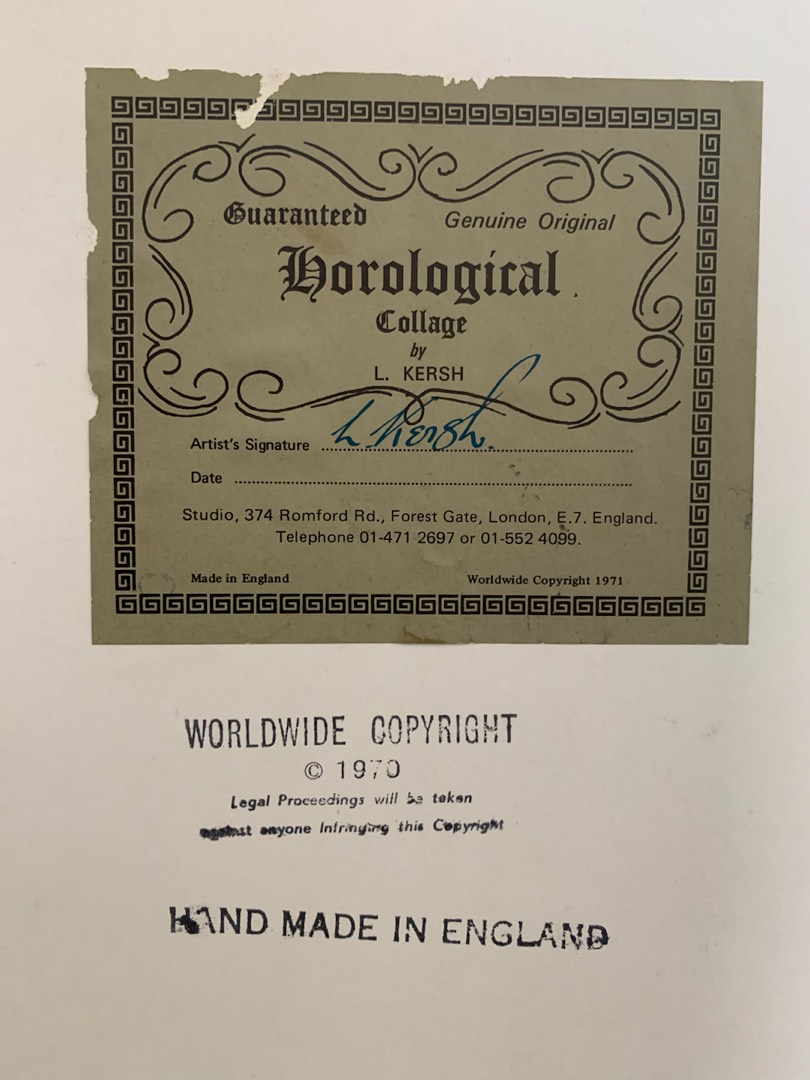 Guaranteed Genuine Original
Horological
Collage
by
L. KERSH
Artist's Signature L. Kersh.
Date
Studio, 374 Romford Rd., Forest Gate, London, E.7. England.
Telephone 01-471 2697 or 01-552 4099.
Made in England Worldwide Copyright 1971
WORLDWIDE COPYRIGHT
© 1970
Legal Proceedings will be taken
against anyone Infringing this Copyright
HAND MADE IN ENGLAND